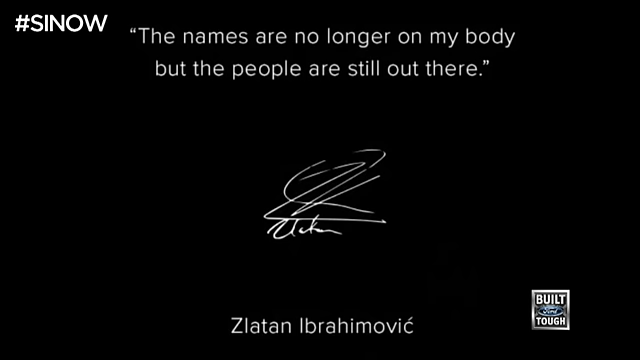 #SINOW
“The names are no longer on my body
but the people are still out there.”
Zlatan
Zlatan Ibrahimović
BUILT
Ford
TOUGH